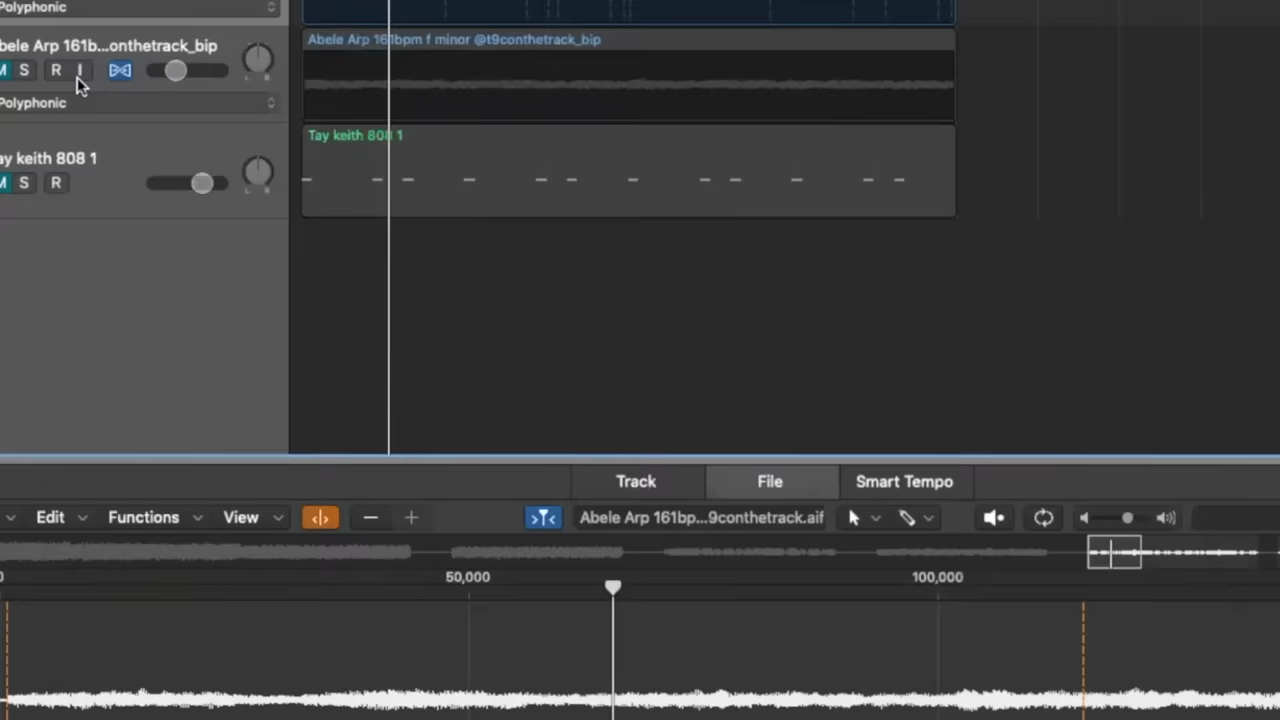 Polyphonic
bele Arp 161b...onthetrack_bip
M S R I
Polyphonic
Abele Arp 161bpm f minor @t9conthetrack_bip
ay keith 808 1
M S R
L R
Tay keith 808 1
Track File Smart Tempo
Edit Functions View Abele Arp 161bp...9conthetrack.aif
0 50,000 100,000